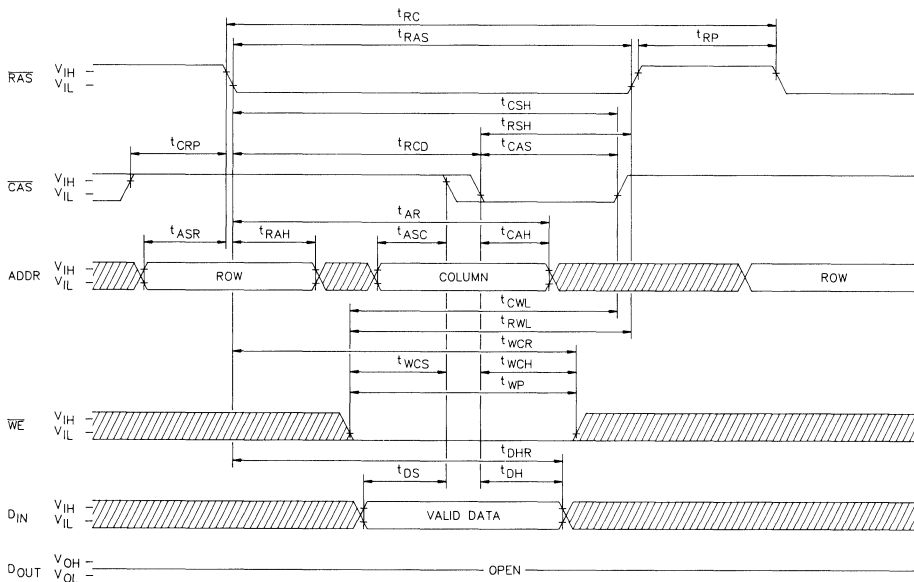 tRC
tRAS
tRP
RAS VIH
VIL
tCSH
tRSH
tCRP
tRCD
tCAS
CAS VIH
VIL
tAR
tASR
tRAH
tASC
tCAH
ADDR VIH
VIL
ROW
COLUMN
ROW
tCWL
tRWL
tWCR
tWCS
tWCH
tWP
WE VIH
VIL
tDHR
tDS
tDH
DIN VIH
VIL
VALID DATA
DOUT VOH
VOL
OPEN